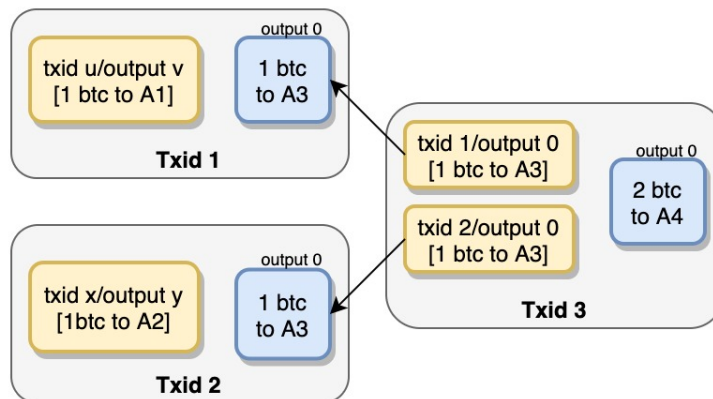 output 0
txid u/output v
[1 btc to A1]
1 btc
to A3
Txid 1
output 0
txid x/output y
[1btc to A2]
1 btc
to A3
Txid 2
txid 1/output 0
[1 btc to A3]
txid 2/output 0
[1 btc to A3]
output 0
2 btc
to A4
Txid 3